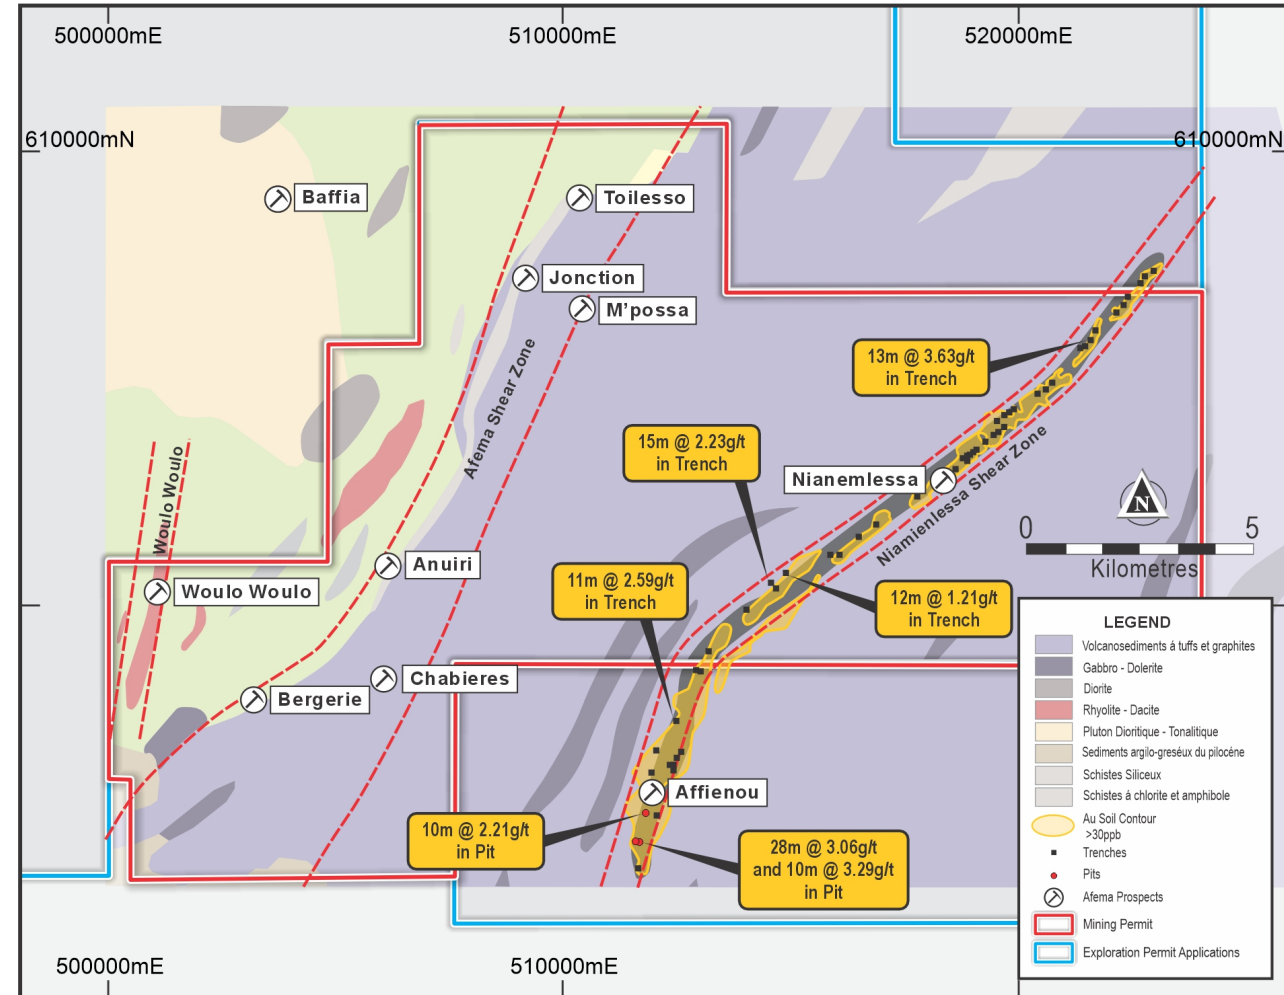 500000mE
510000mE
520000mE
610000mN
610000mN
Baffia
Toilesso
Jonction
M'possa
Afema Shear Zone
13m @ 3.63g/t
in Trench
15m @ 2.23g/t
in Trench
Nianemlessa
Niamienlessa Shear Zone
N
0
5
Kilometres
Woulo Woulo
Woulo Woulo
Anuiri
11m @ 2.59g/t
in Trench
12m @ 1.21g/t
in Trench
Chabieres
Bergerie
Affienou
10m @ 2.21g/t
in Pit
28m @ 3.06g/t
and 10m @ 3.29g/t
in Pit
LEGEND
Volcanosediments á tuffs et graphites
Gabbro - Dolerite
Diorite
Rhyolite - Dacite
Pluton Dioritique - Tonalitique
Sediments argilo-greséux du pilocéne
Schistes Siliceux
Schistes á chlorite et amphibole
Au Soil Contour
>30ppb
Trenches
Pits
Afema Prospects
Mining Permit
Exploration Permit Applications
500000mE
510000mE